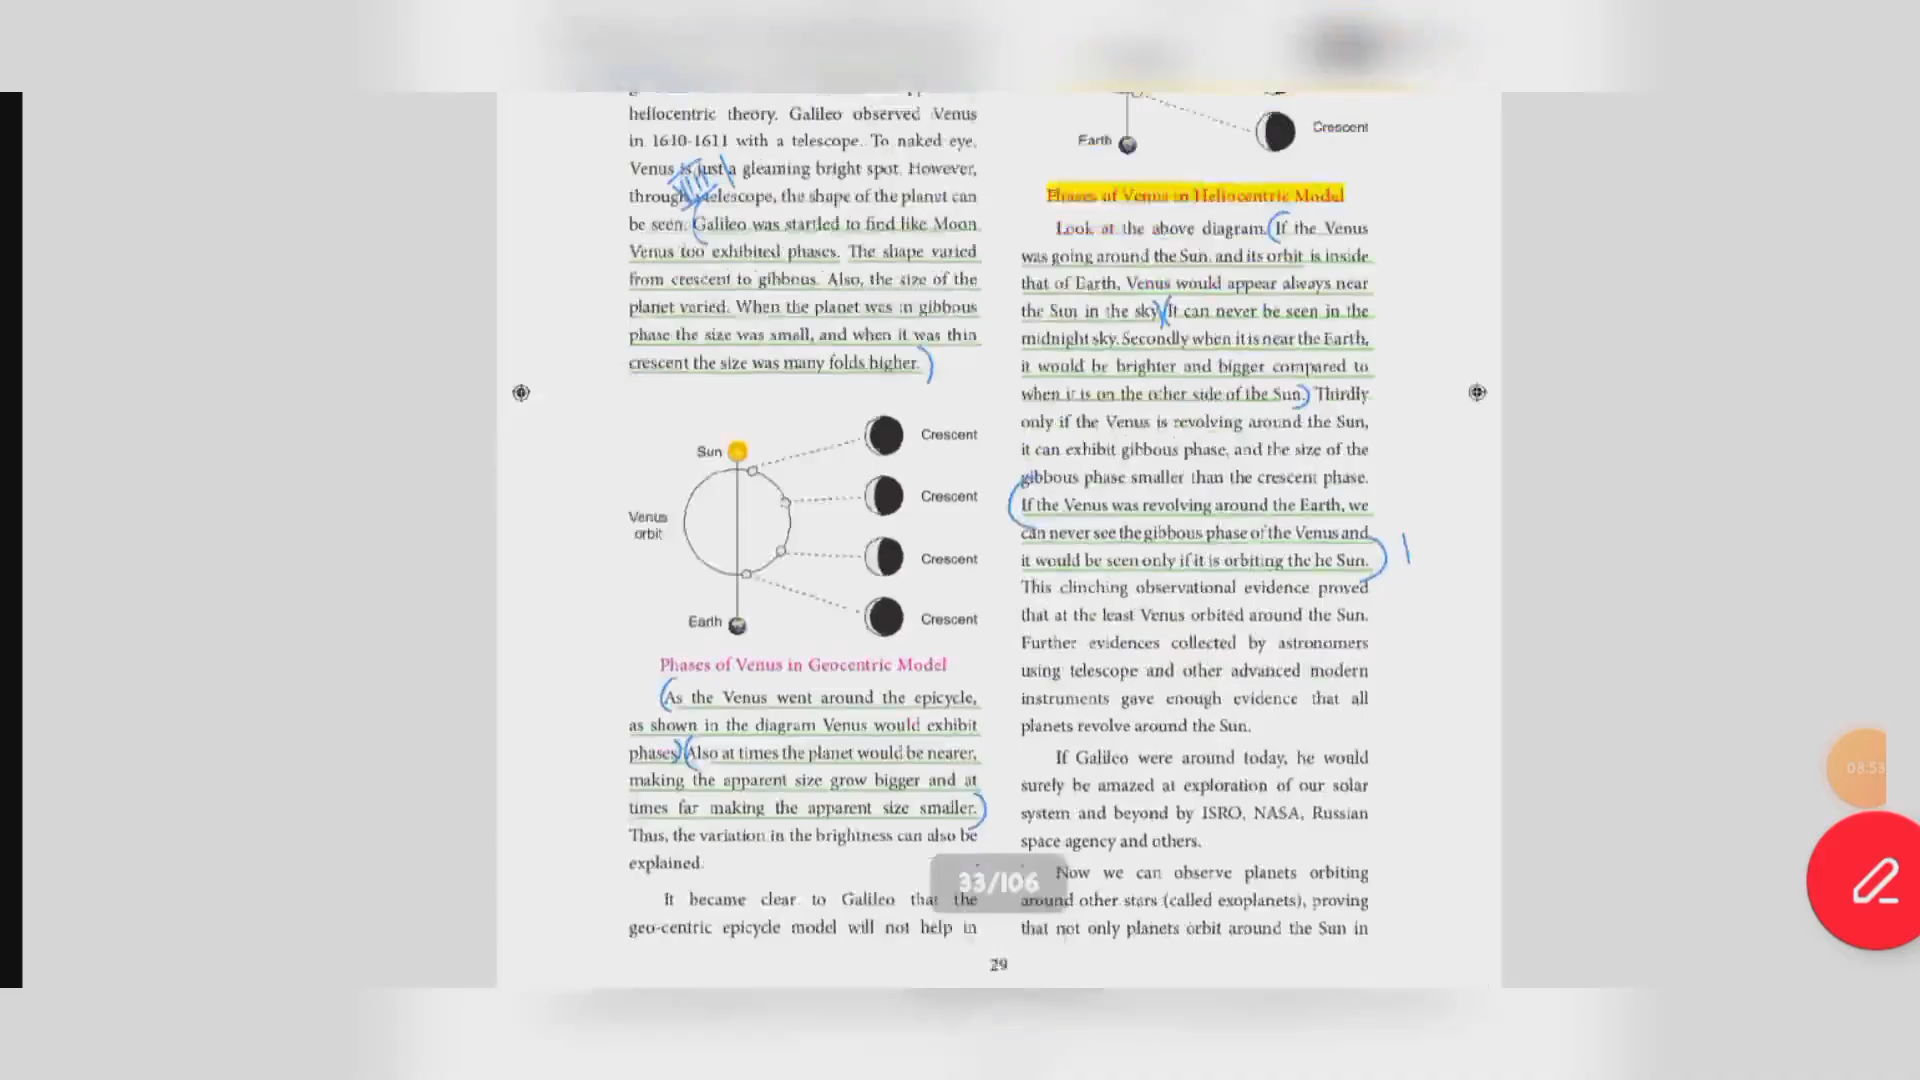 heliocentric theory. Galileo observed Venus
in 1610-1611 with a telescope. To naked eye,
Venus is just a gleaming bright spot. However,
through telescope, the shape of the planet can
be seen. Galileo was startled to find like Moon
Venus too exhibited phases. The shape varied
from crescent to gibbous. Also, the size of the
planet varied. When the planet was in gibbous
phase the size was small, and when it was thin
crescent the size was many folds higher.
Sun
Venus
orbit
Earth
Crescent
Crescent
Crescent
Crescent
Phases of Venus in Geocentric Model
As the Venus went around the epicycle,
as shown in the diagram Venus would exhibit
phases. Also at times the planet would be nearer,
making the apparent size grow bigger and at
times far making the apparent size smaller.
Thus, the variation in the brightness can also be
explained.
It became clear to Galileo that the
geo-centric epicycle model will not help in
Earth
Crescent
Phases of Venus in Heliocentric Model
Look at the above diagram. If the Venus
was going around the Sun, and its orbit is inside
that of Earth, Venus would appear always near
the Sun in the sky. It can never be seen in the
midnight sky. Secondly when it is near the Earth,
it would be brighter and bigger compared to
when it is on the other side of the Sun. Thirdly
only if the Venus is revolving around the Sun,
it can exhibit gibbous phase, and the size of the
gibbous phase smaller than the crescent phase.
If the Venus was revolving around the Earth, we
can never see the gibbous phase of the Venus and
it would be seen only if it is orbiting the he Sun.
This clinching observational evidence proved
that at the least Venus orbited around the Sun.
Further evidences collected by astronomers
using telescope and other advanced modern
instruments gave enough evidence that all
planets revolve around the Sun.
If Galileo were around today, he would
surely be amazed at exploration of our solar
system and beyond by ISRO, NASA, Russian
space agency and others.
Now we can observe planets orbiting
around other stars (called exoplanets), proving
that not only planets orbit around the Sun in
33/106
29
08:53